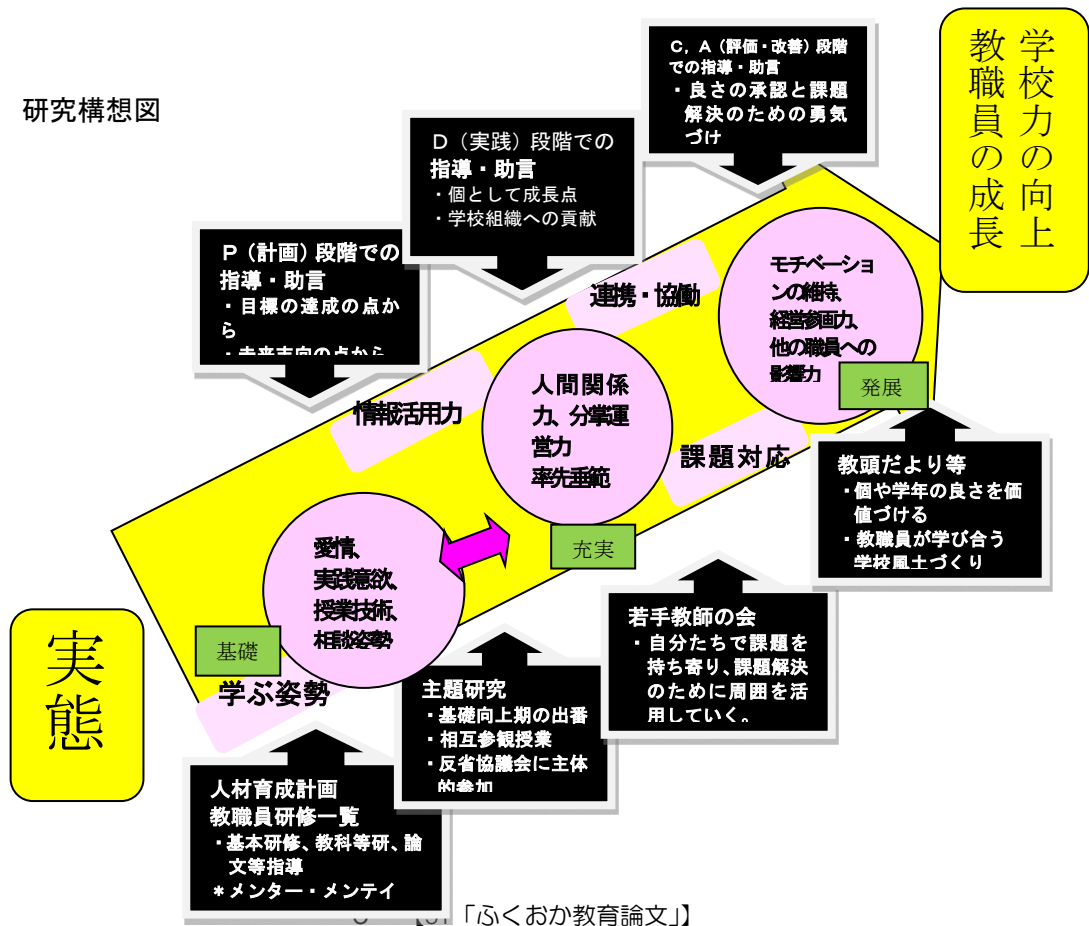 研究構想図
学校力の向上
教職員の成長
C，A（評価・改善）段階
での指導・助言
・良さの承認と課題
解決のための勇気
づけ
D（実践）段階での
指導・助言
・個として成長点
・学校組織への貢献
P（計画）段階での
指導・助言
・目標の達成の点か
ら
・未来志向の点から
連携・協働
モチベーショ
ンの維持、
経営参画力、
他の職員への
影響力
発展
情報活用力
人間関係
力、分掌運
営力
率先垂範
充実
課題対応
愛情、
実践意欲、
授業技術、
相談姿勢
基礎
学ぶ姿勢
実態
教頭だより等
・個や学年の良さを価
値づける
・教職員が学び合う
学校風土づくり
若手教師の会
・自分たちで課題を
持ち寄り、課題解決
のために周囲を活
用していく。
主題研究
・基礎向上期の出番
・相互参観授業
・反省協議会に主体
的参加
人材育成計画
教職員研修一覧
・基本研修、教科等研、論
文等指導
＊メンター・メンテイ
「ふくおか教育論文」】